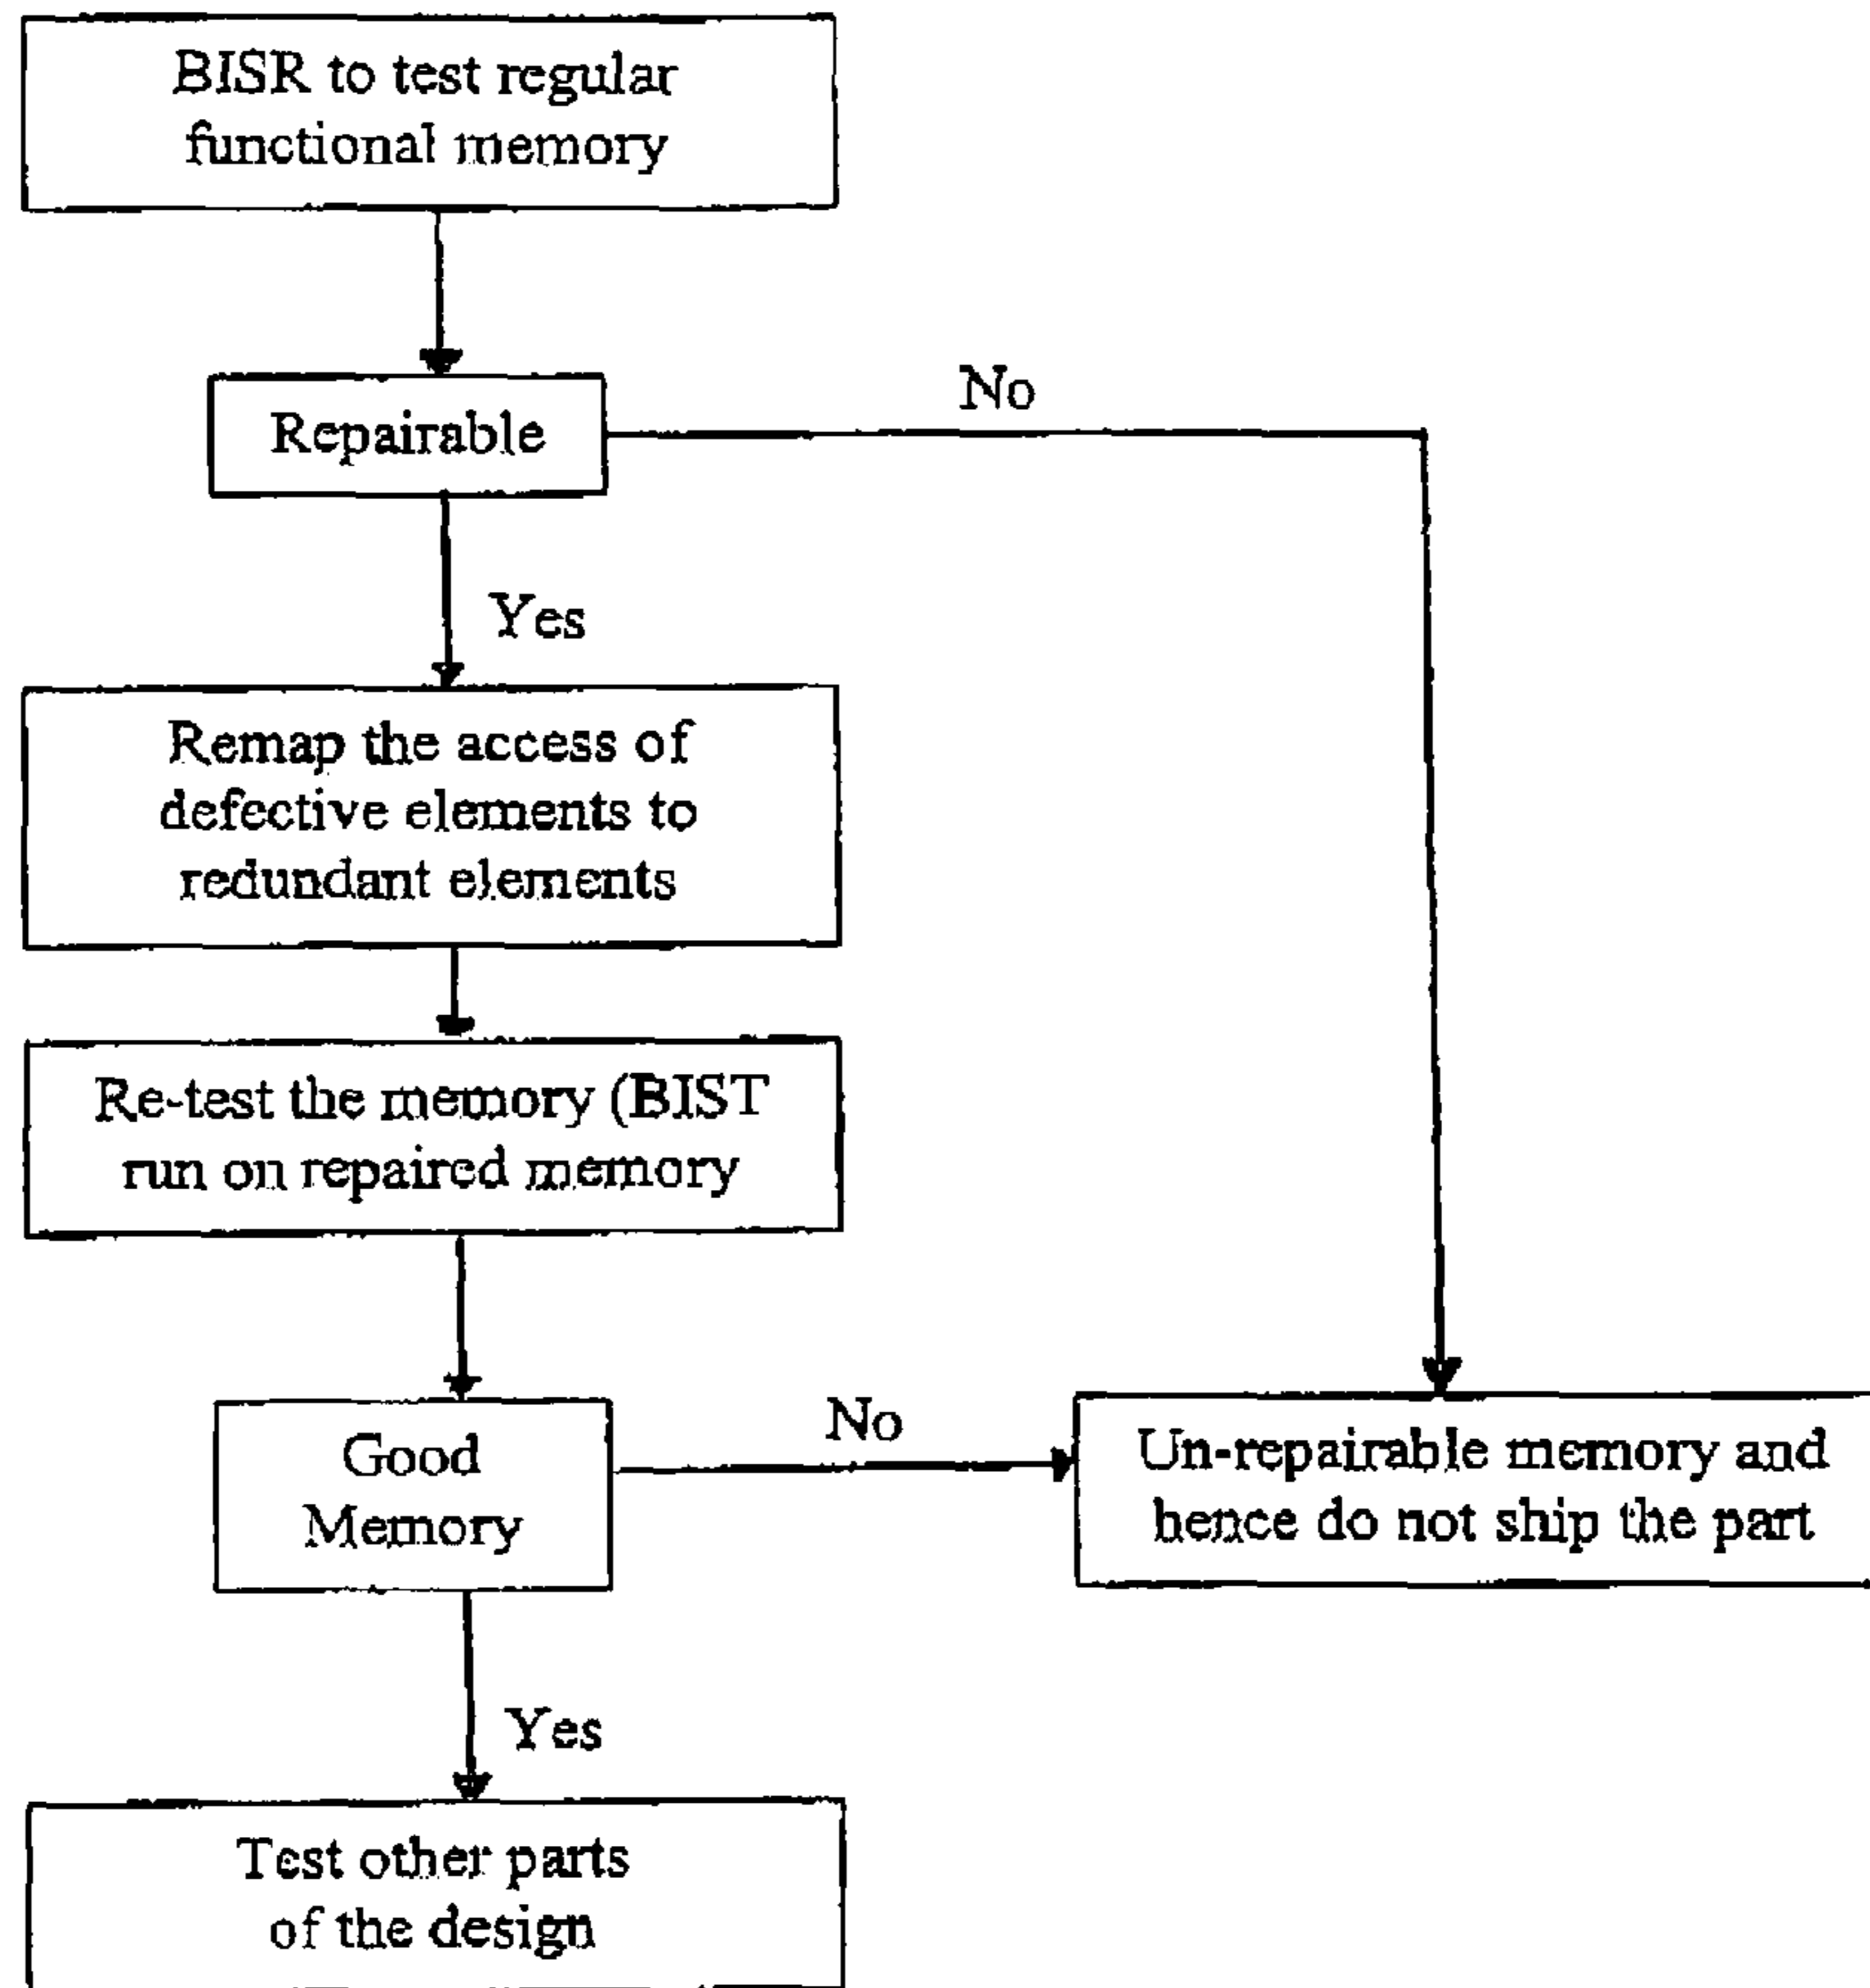 BISR to test regular
functional memory
Repairable
No
Yes
Remap the access of
defective elements to
redundant elements
Re-test the memory (BIST
run on repaired memory
Good
Memory
No
Un-repairable memory and
hence do not ship the part
Yes
Test other parts
of the design